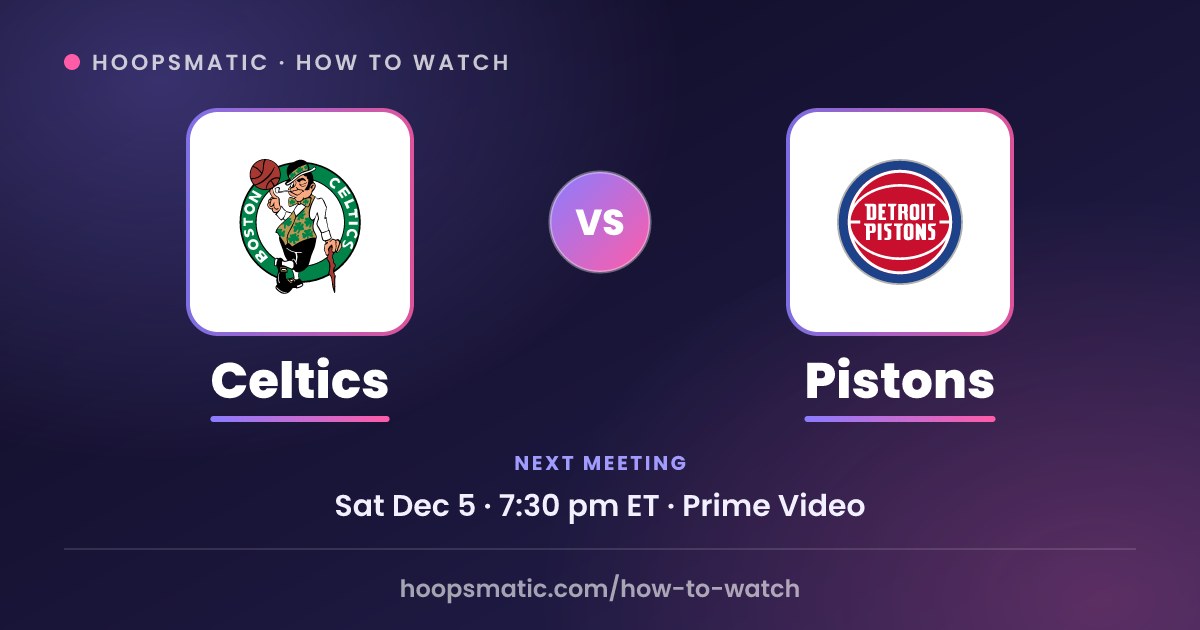 HOOPSMATIC · HOW TO WATCH
BOSTON CELTICS
VS
DETROIT
PISTONS
Celtics
Pistons
NEXT MEETING
Sat Dec 5 · 7:30 pm ET · Prime Video
hoopsmatic.com/how-to-watch